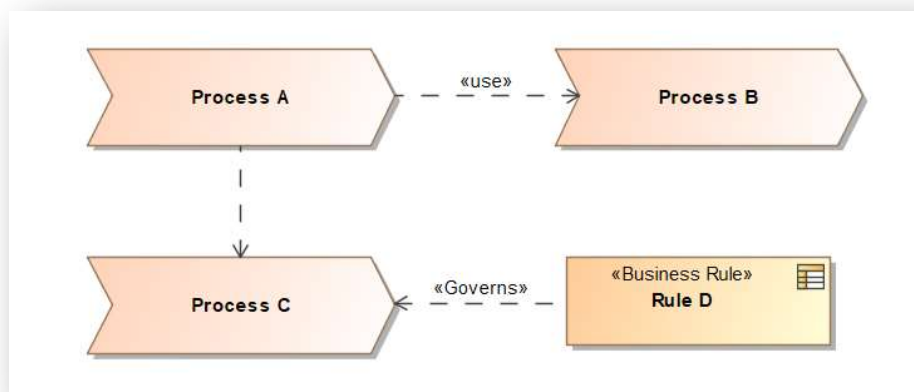 Process A
«use»
Process B
Process C
«Governs»
«Business Rule»
Rule D